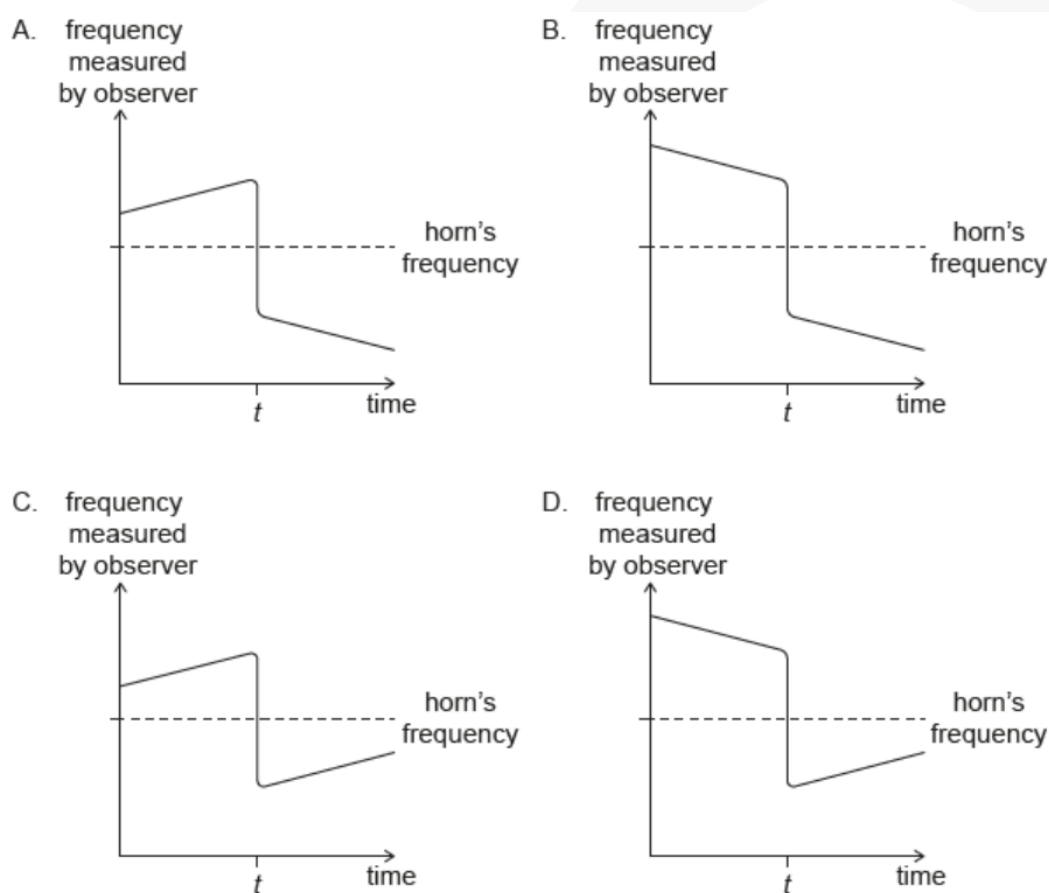 A. frequency
measured
by observer
horn's
frequency
t
time
B. frequency
measured
by observer
horn's
frequency
t
time
C. frequency
measured
by observer
horn's
frequency
t
time
D. frequency
measured
by observer
horn's
frequency
t
time